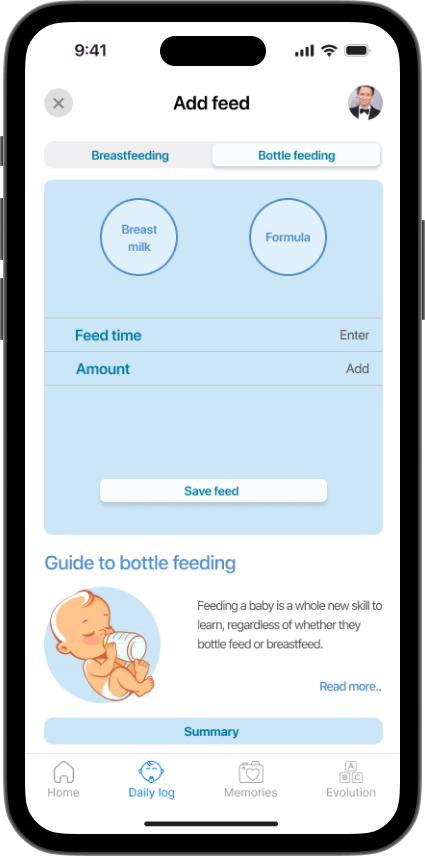 9:41
Add feed
Breastfeeding
Bottle feeding
Breast
milk
Formula
Feed time
Enter
Amount
Add
Save feed
Guide to bottle feeding
Feeding a baby is a whole new skill to
learn, regardless of whether they
bottle feed or breastfeed.
Read more..
Summary
A
B C
Home
Daily log
Memories
Evolution